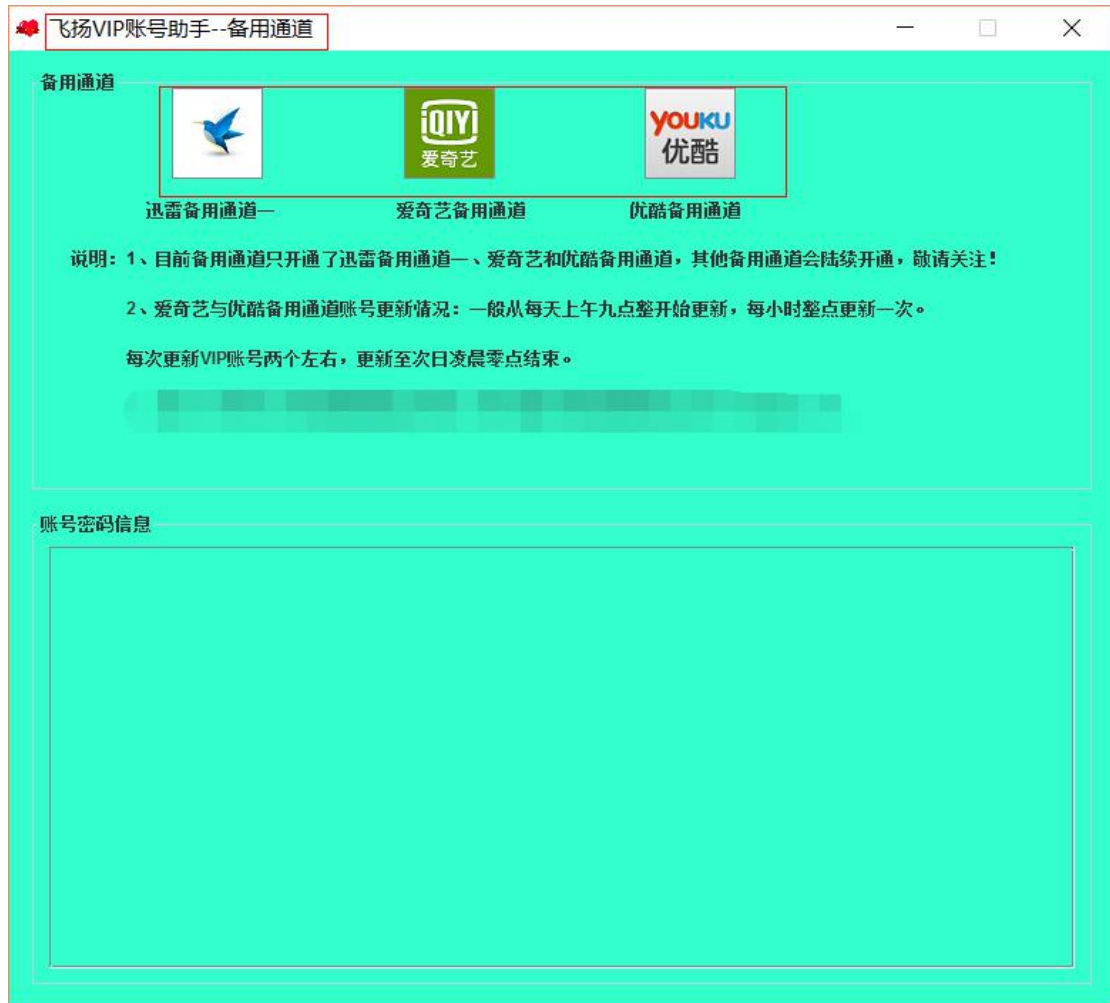 飞扬VIP账号助手--备用通道
备用通道
iQIYI
爱奇艺
YOUKU
优酷
迅雷备用通道一
爱奇艺备用通道
优酷备用通道
说明：1、目前备用通道只开通了迅雷备用通道一、爱奇艺和优酷备用通道，其他备用通道会陆续开通，敬请关注！
2、爱奇艺与优酷备用通道账号更新情况：一般从每天上午九点整开始更新，每小时整点更新一次。
每次更新VIP账号两个左右，更新至次日凌晨零点结束。
账号密码信息